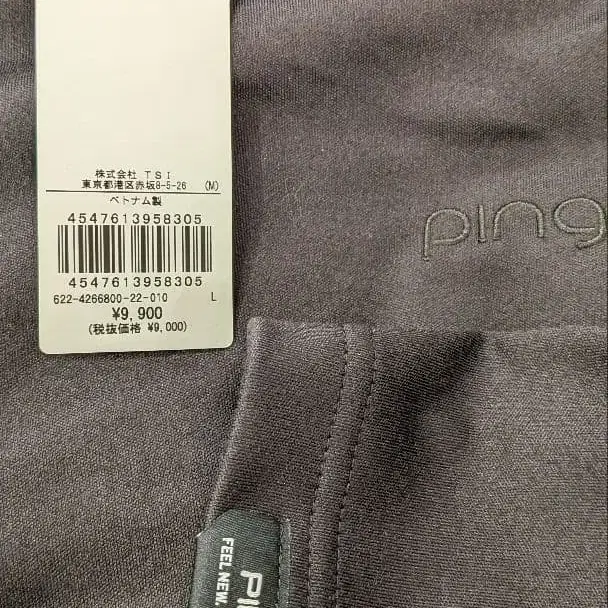 株式会社 TSI
東京都港区赤坂8-5-26 (M)
ベトナム製
4547613958305
4547613958305
622-4266800-22-010 L
¥9,900
(税抜価格 ¥9,000)
ping
FEEL NEW.